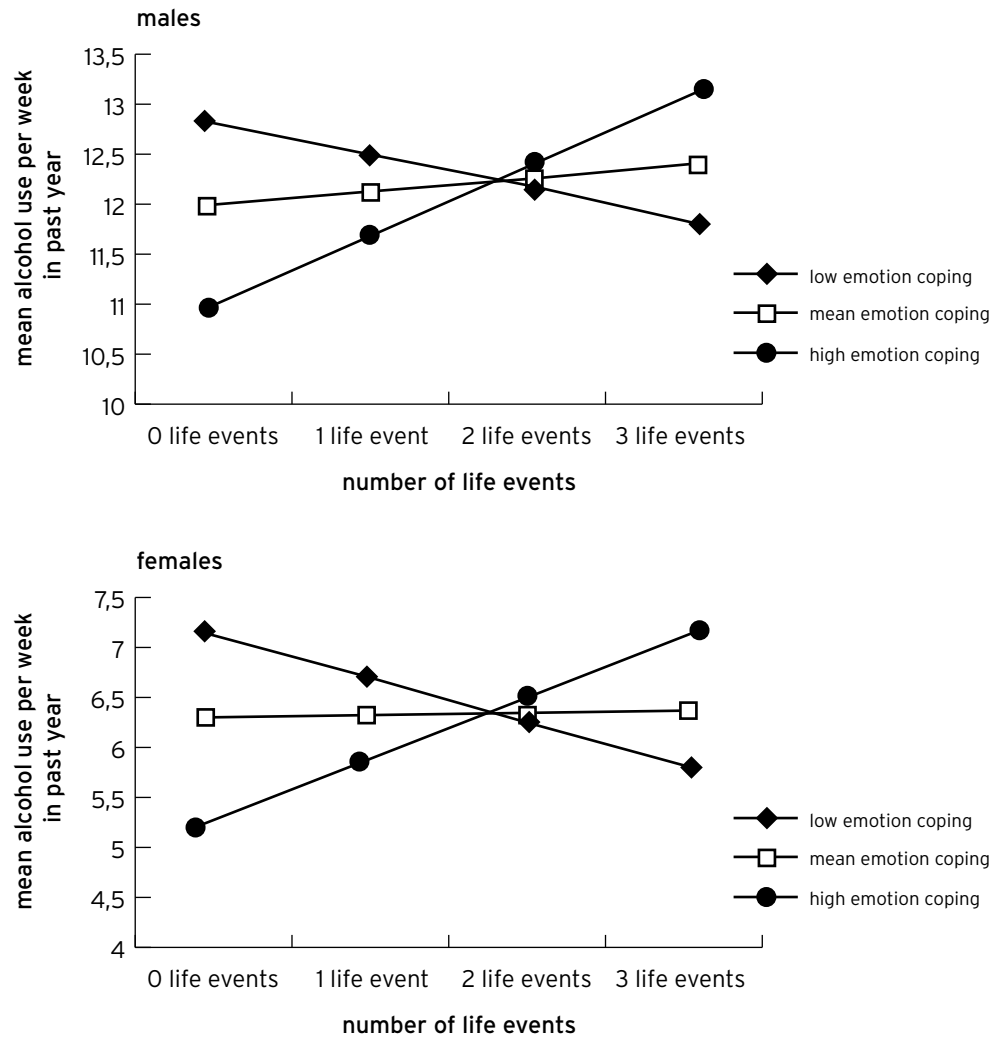 males
mean alcohol use per week
in past year
13,5
13
12,5
12
11,5
11
10,5
10
0 life events
1 life event
2 life events
3 life events
number of life events
low emotion coping
mean emotion coping
high emotion coping
females
mean alcohol use per week
in past year
7,5
7
6,5
6
5,5
5
4,5
4
0 life events
1 life event
2 life events
3 life events
number of life events
low emotion coping
mean emotion coping
high emotion coping